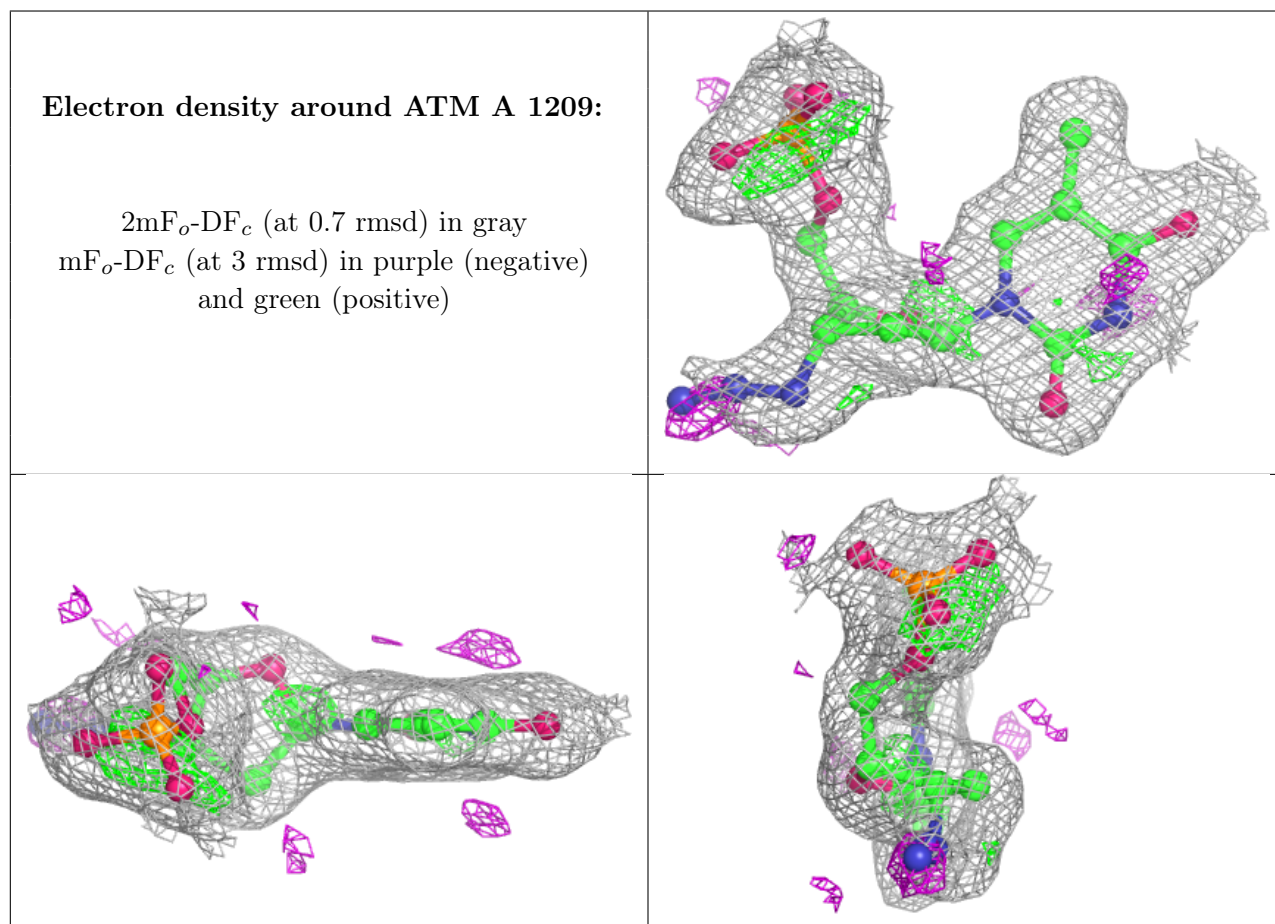 Electron density around ATM A 1209:
2mFo-DFc (at 0.7 rmsd) in gray
mFo-DFc (at 3 rmsd) in purple (negative)
and green (positive)